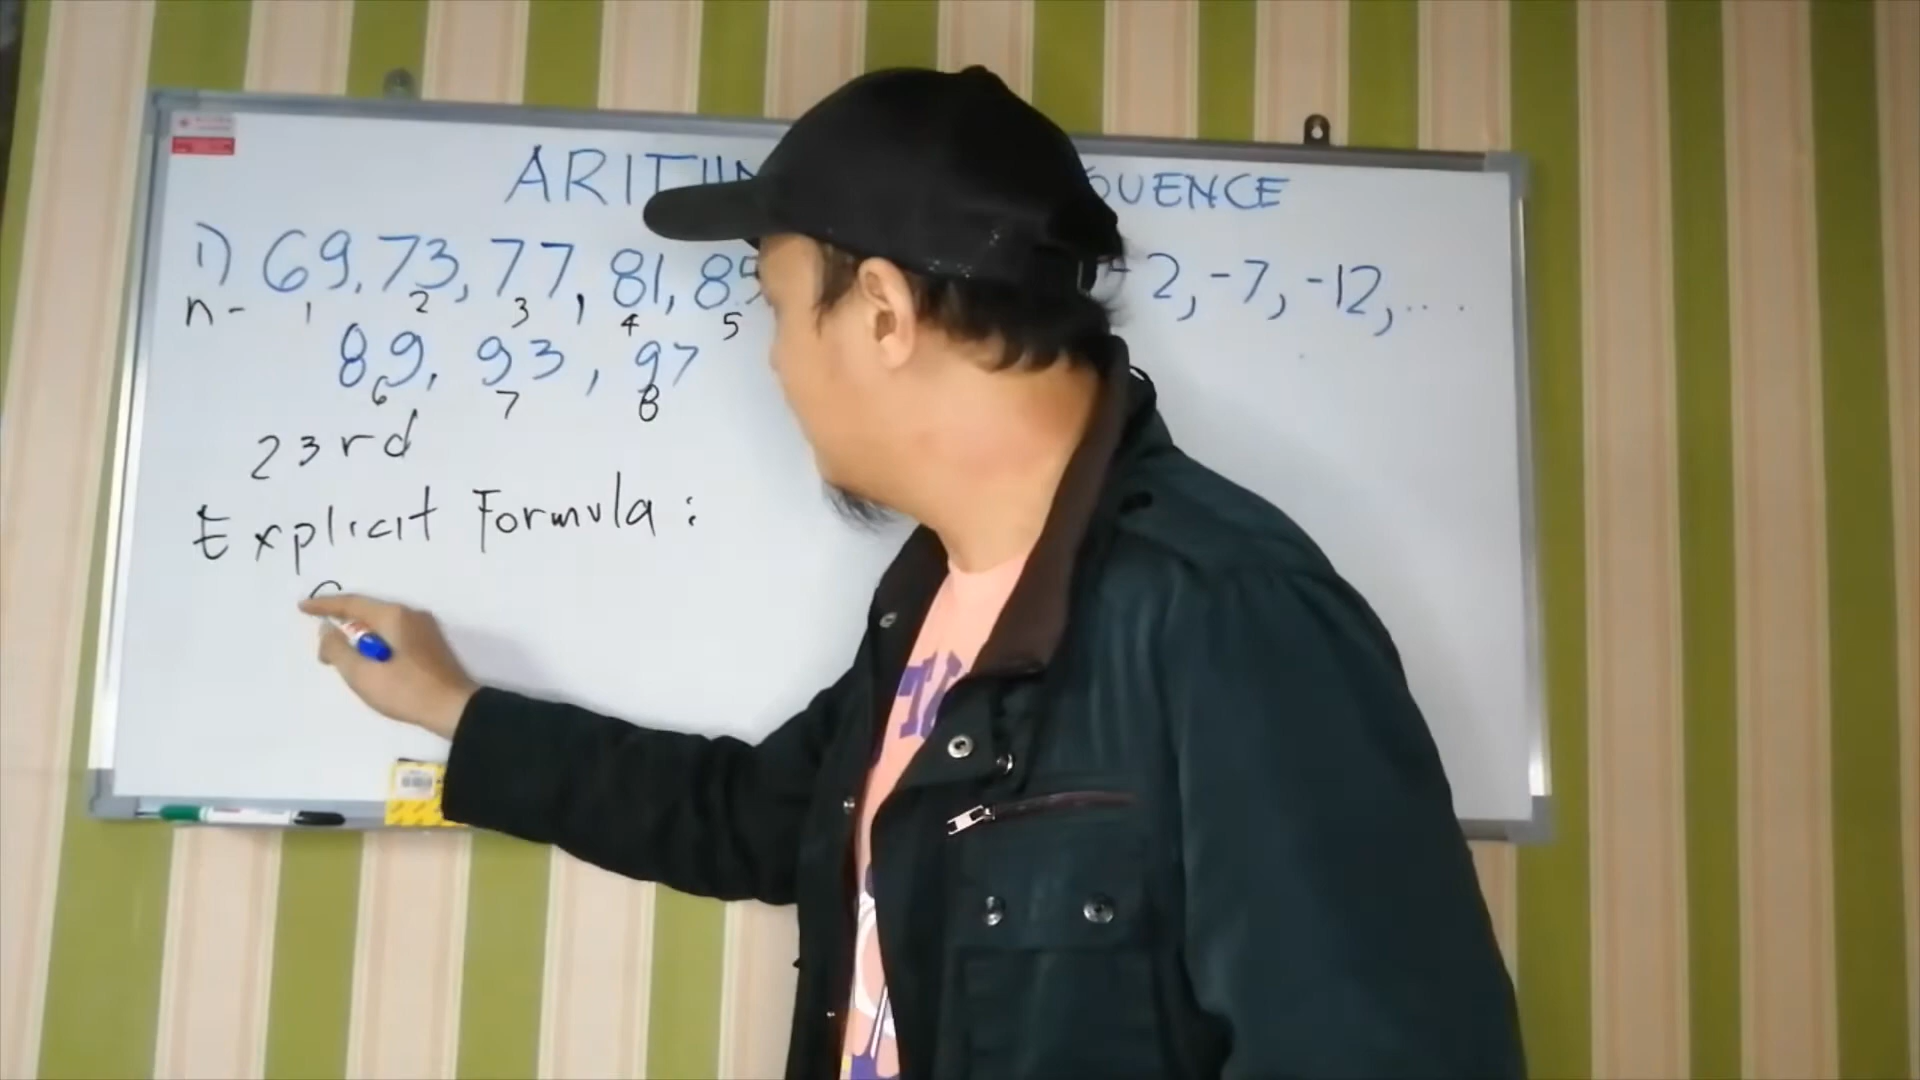 ARITHM QUENCE
1) 69, 73, 77, 81, 85
n - 1 2 3 4 5
89, 93, 97
6 7 8
23rd
Explicit Formula:
-2, -7, -12, ....